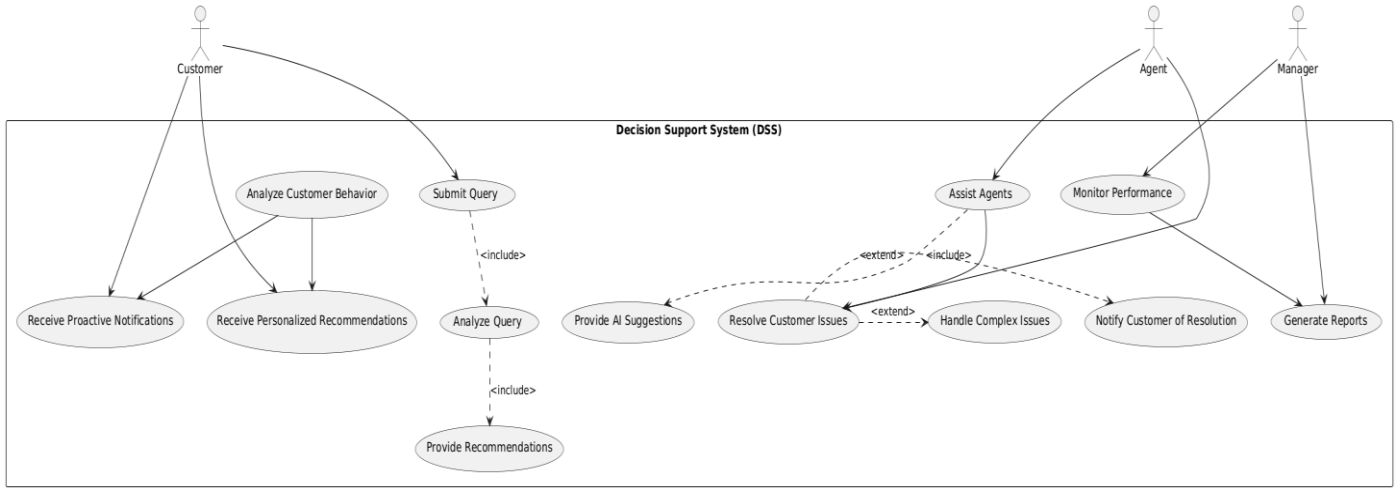 Customer
Agent
Manager
Decision Support System (DSS)
Analyze Customer Behavior
Submit Query
Assist Agents
Monitor Performance
<include>
<extend>
<include>
Receive Proactive Notifications
Receive Personalized Recommendations
Analyze Query
Provide AI Suggestions
Resolve Customer Issues
<extend>
Handle Complex Issues
Notify Customer of Resolution
Generate Reports
<include>
Provide Recommendations